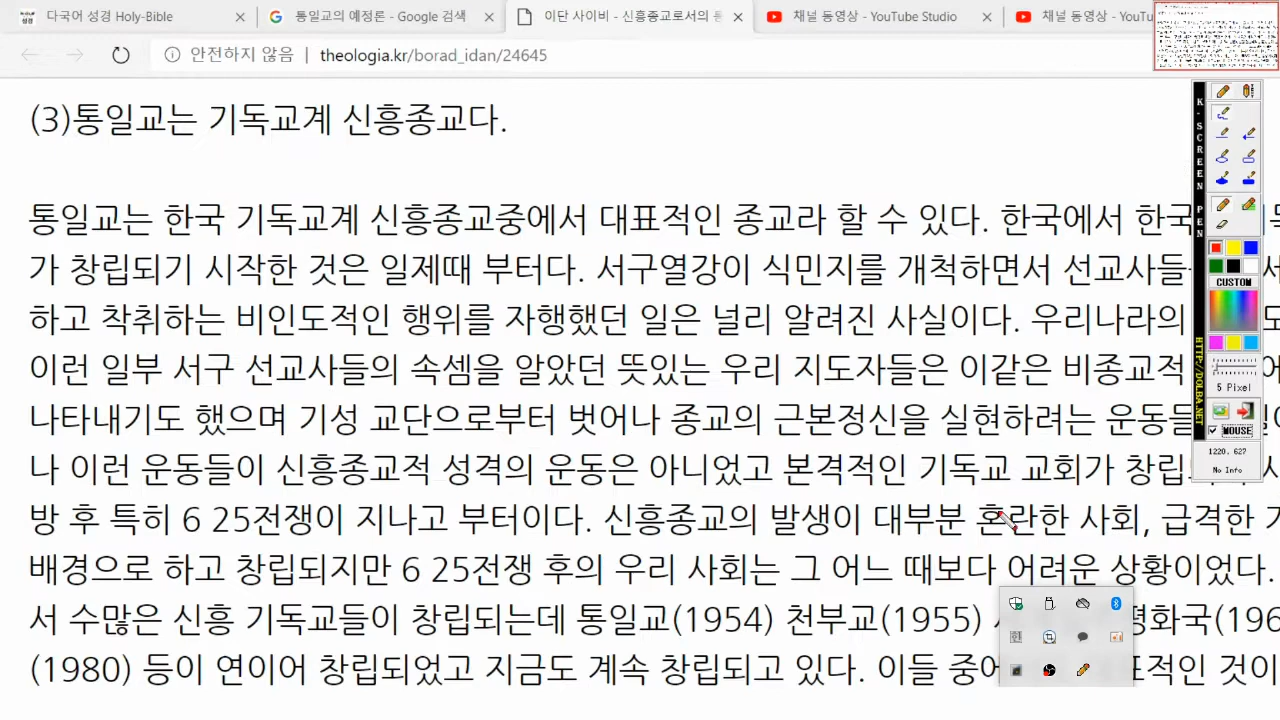 다국어 성경 Holy-Bible
통일교의 예정론 - Google 검색
이단 사이비 - 신흥종교로서의
채널 동영상 - YouTube Studio
채널 동영상 - YouTu
안전하지 않음 | theologia.kr/borad_idan/24645
(3)통일교는 기독교계 신흥종교다.
통일교는 한국 기독교계 신흥종교중에서 대표적인 종교라 할 수 있다. 한국에서 한국
가 창립되기 시작한 것은 일제때 부터다. 서구열강이 식민지를 개척하면서 선교사들
하고 착취하는 비인도적인 행위를 자행했던 일은 널리 알려진 사실이다. 우리나라의
이런 일부 서구 선교사들의 속셈을 알았던 뜻있는 우리 지도자들은 이같은 비종교적
나타내기도 했으며 기성 교단으로부터 벗어나 종교의 근본정신을 실현하려는 운동들
나 이런 운동들이 신흥종교적 성격의 운동은 아니었고 본격적인 기독교 교회가 창립
방 후 특히 6 25전쟁이 지나고 부터이다. 신흥종교의 발생이 대부분 혼란한 사회, 급격한
배경으로 하고 창립되지만 6 25전쟁 후의 우리 사회는 그 어느 때보다 어려운 상황이었다.
서 수많은 신흥 기독교들이 창립되는데 통일교(1954) 천부교(1955) 평화국(196
(1980) 등이 연이어 창립되었고 지금도 계속 창립되고 있다. 이들 중에 표적인 것이
K-SCREEN PEN
HTTP://DOLBA.NET
CUSTOM
5 Pixel
MOUSE
1220, 627
No Info